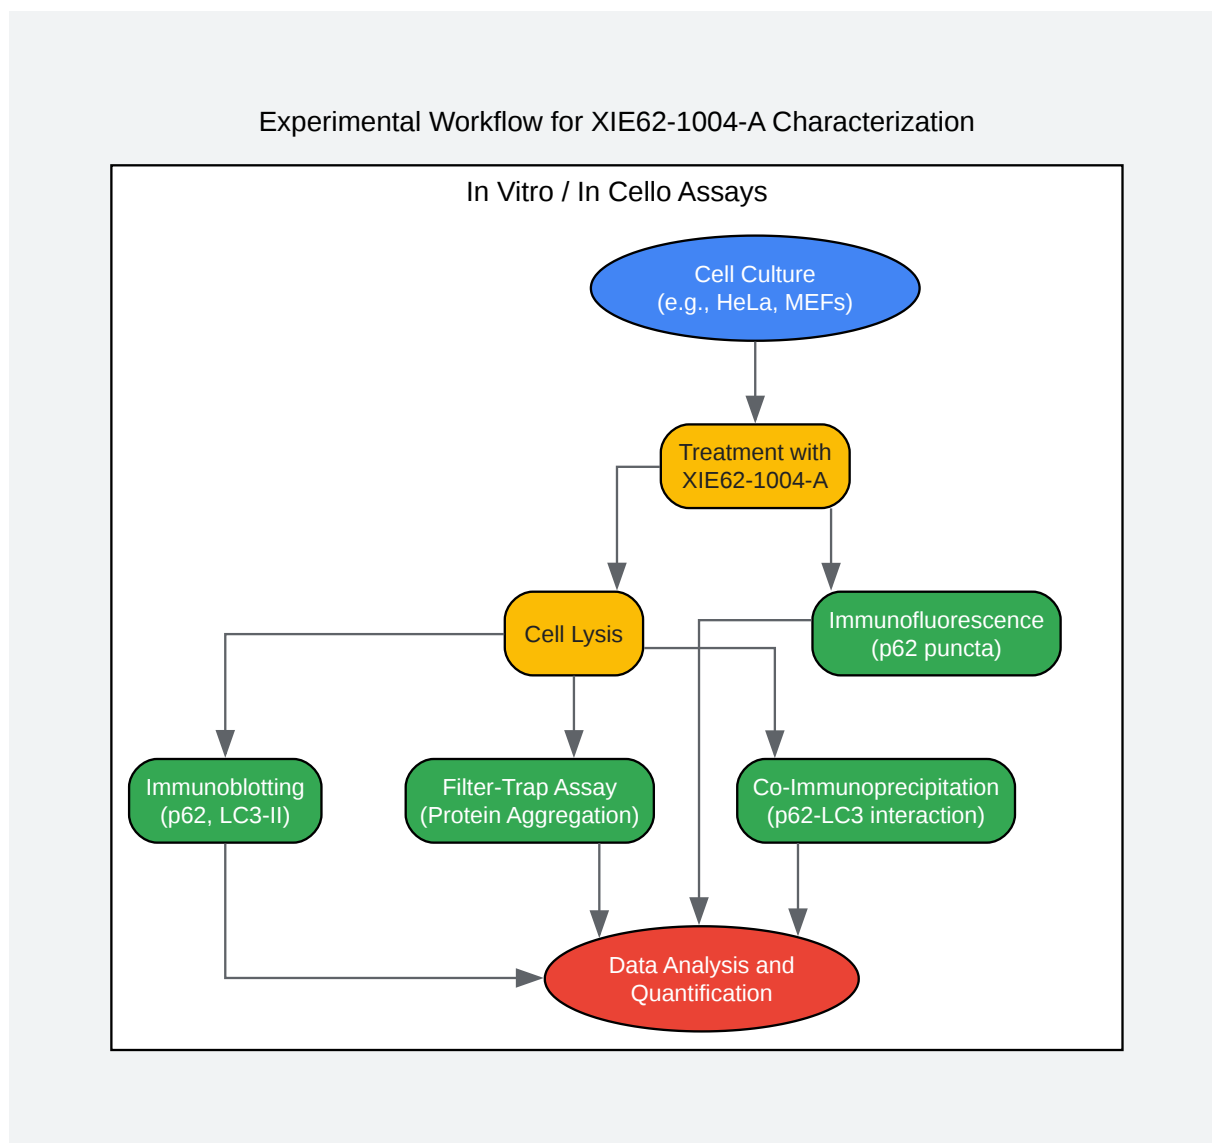 Experimental Workflow for XIE62-1004-A Characterization
In Vitro / In Cello Assays
Cell Culture
(e.g., HeLa, MEFs)
Treatment with
XIE62-1004-A
Cell Lysis
Immunofluorescence
(p62 puncta)
Immunoblotting
(p62, LC3-II)
Filter-Trap Assay
(Protein Aggregation)
Co-Immunoprecipitation
(p62-LC3 interaction)
Data Analysis and
Quantification